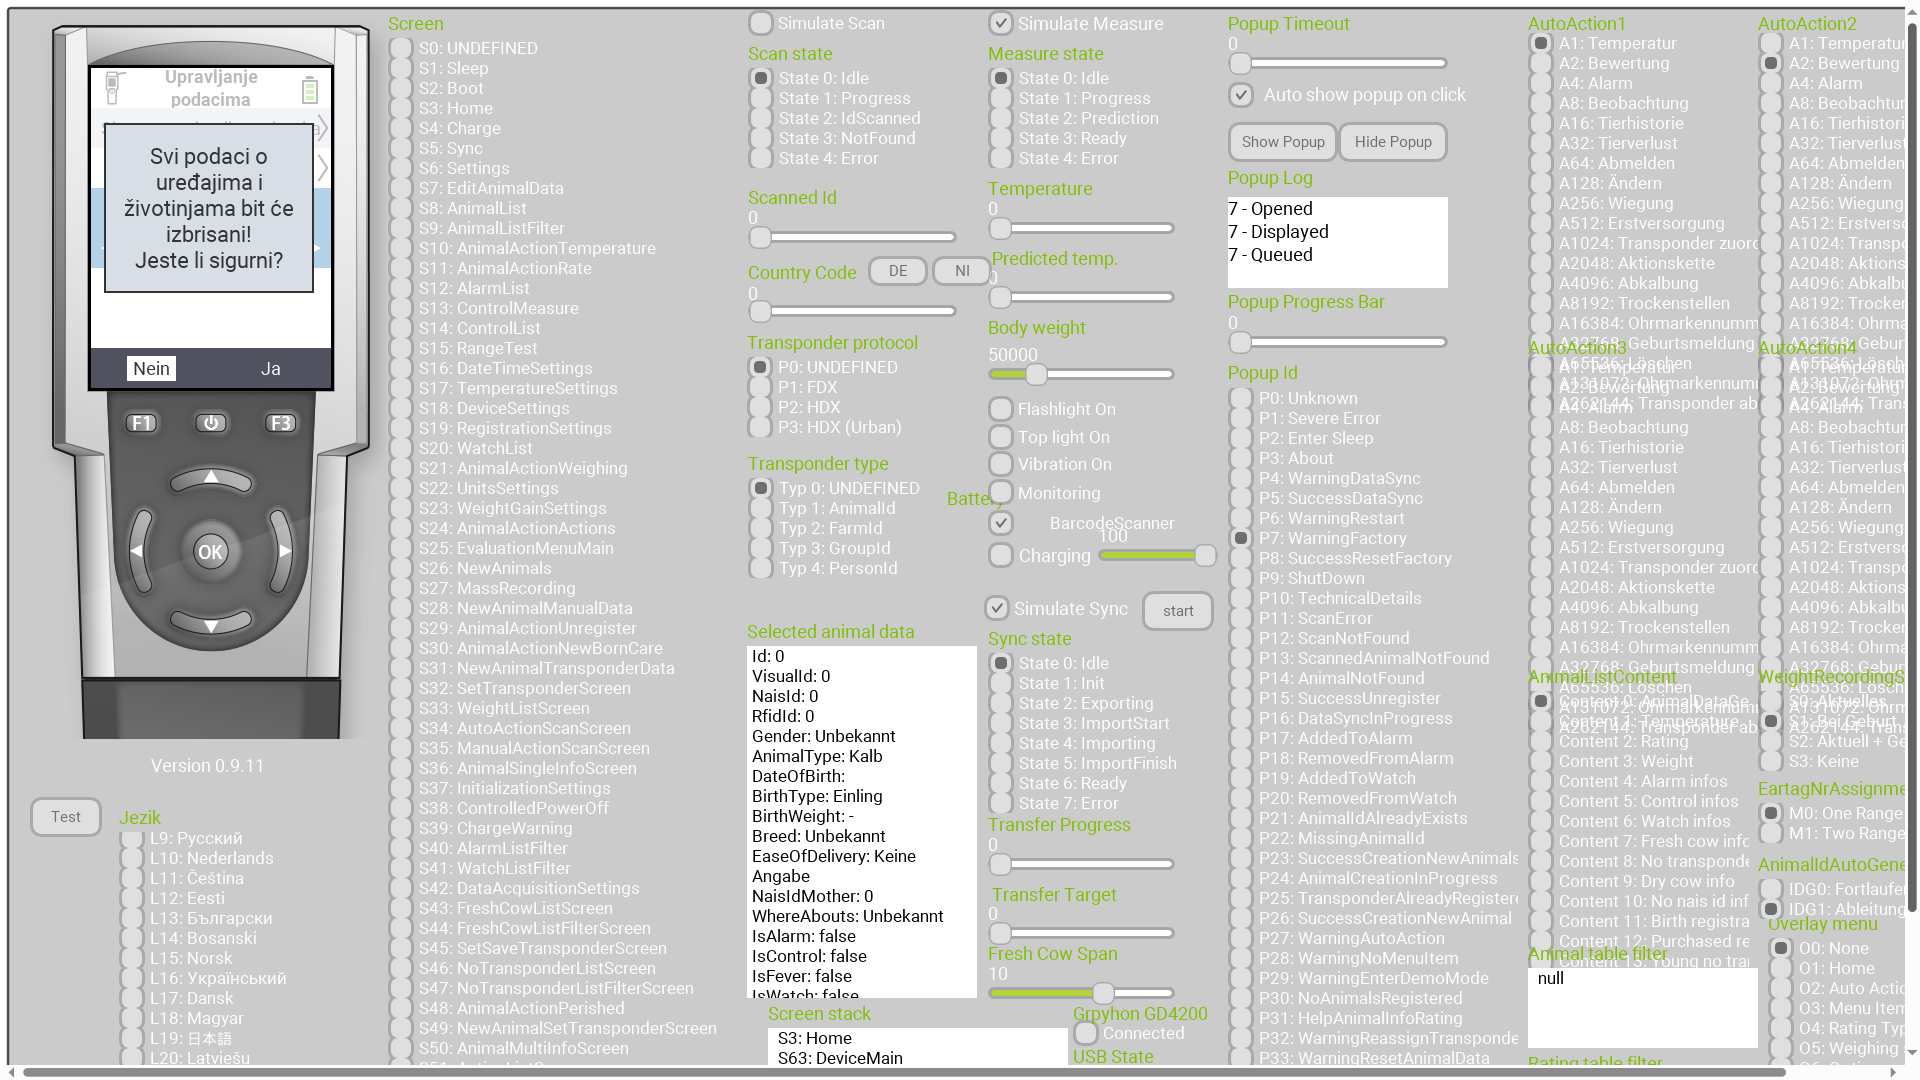 Upravljanje
podacima
Svi podaci o
uređajima i
životinjama bit će
izbrisani!
Jeste li sigurni?
Nein
Ja
F1
F3
OK
Version 0.9.11
Test
Jezik
L9: Русский
L10: Nederlands
L11: Čeština
L12: Eesti
L13: Български
L14: Bosanski
L15: Norsk
L16: Український
L17: Dansk
L18: Magyar
L19: 日本語
L20: Latviešu
Screen
S0: UNDEFINED
S1: Sleep
S2: Boot
S3: Home
S4: Charge
S5: Sync
S6: Settings
S7: EditAnimalData
S8: AnimalList
S9: AnimalListFilter
S10: AnimalActionTemperature
S11: AnimalActionRate
S12: AlarmList
S13: ControlMeasure
S14: ControlList
S15: RangeTest
S16: DateTimeSettings
S17: TemperatureSettings
S18: DeviceSettings
S19: RegistrationSettings
S20: WatchList
S21: AnimalActionWeighing
S22: UnitsSettings
S23: WeightGainSettings
S24: AnimalActionActions
S25: EvaluationMenuMain
S26: NewAnimals
S27: MassRecording
S28: NewAnimalManualData
S29: AnimalActionUnregister
S30: AnimalActionNewBornCare
S31: NewAnimalTransponderData
S32: SetTransponderScreen
S33: WeightListScreen
S34: AutoActionScanScreen
S35: ManualActionScanScreen
S36: AnimalSingleInfoScreen
S37: InitializationSettings
S38: ControlledPowerOff
S39: ChargeWarning
S40: AlarmListFilter
S41: WatchListFilter
S42: DataAcquisitionSettings
S43: FreshCowListScreen
S44: FreshCowListFilterScreen
S45: SetSaveTransponderScreen
S46: NoTransponderListScreen
S47: NoTransponderListFilterScreen
S48: AnimalActionPerished
S49: NewAnimalSetTransponderScreen
S50: AnimalMultiInfoScreen
Simulate Scan
Scan state
State 0: Idle
State 1: Progress
State 2: IdScanned
State 3: NotFound
State 4: Error
Scanned Id
0
Country Code
DE
NI
0
Transponder protocol
P0: UNDEFINED
P1: FDX
P2: HDX
P3: HDX (Urban)
Transponder type
Typ 0: UNDEFINED
Typ 1: AnimalId
Typ 2: FarmId
Typ 3: GroupId
Typ 4: PersonId
Selected animal data
Id: 0
VisualId: 0
NaisId: 0
RfidId: 0
Gender: Unbekannt
AnimalType: Kalb
DateOfBirth:
BirthType: Einling
BirthWeight: -
Breed: Unbekannt
EaseOfDelivery: Keine
Angabe
NaisIdMother: 0
WhereAbouts: Unbekannt
IsAlarm: false
IsControl: false
IsFever: false
IsWatch: false
Screen stack
S3: Home
S63: DeviceMain
Simulate Measure
Measure state
State 0: Idle
State 1: Progress
State 2: Prediction
State 3: Ready
State 4: Error
Temperature
0
Predicted temp.
0
Body weight
50000
Flashlight On
Top light On
Vibration On
Monitoring
Battery
BarcodeScanner
100
Charging
Simulate Sync
start
Sync state
State 0: Idle
State 1: Init
State 2: Exporting
State 3: ImportStart
State 4: Importing
State 5: ImportFinish
State 6: Ready
State 7: Error
Transfer Progress
0
Transfer Target
0
Fresh Cow Span
10
Grpyhon GD4200
Connected
USB State
Popup Timeout
0
Auto show popup on click
Show Popup
Hide Popup
Popup Log
7 - Opened
7 - Displayed
7 - Queued
Popup Progress Bar
0
Popup Id
P0: Unknown
P1: Severe Error
P2: Enter Sleep
P3: About
P4: WarningDataSync
P5: SuccessDataSync
P6: WarningRestart
P7: WarningFactory
P8: SuccessResetFactory
P9: ShutDown
P10: TechnicalDetails
P11: ScanError
P12: ScanNotFound
P13: ScannedAnimalNotFound
P14: AnimalNotFound
P15: SuccessUnregister
P16: DataSyncInProgress
P17: AddedToAlarm
P18: RemovedFromAlarm
P19: AddedToWatch
P20: RemovedFromWatch
P21: AnimalIdAlreadyExists
P22: MissingAnimalId
P23: SuccessCreationNewAnimals
P24: AnimalCreationInProgress
P25: TransponderAlreadyRegistere
P26: SuccessCreationNewAnimal
P27: WarningAutoAction
P28: WarningNoMenuItem
P29: WarningEnterDemoMode
P30: NoAnimalsRegistered
P31: HelpAnimalInfoRating
P32: WarningReassignTransponde
P33: WarningResetAnimalData
AutoAction1
A1: Temperatur
A2: Bewertung
A4: Alarm
A8: Beobachtung
A16: Tierhistorie
A32: Tierverlust
A64: Abmelden
A128: Ändern
A256: Wiegung
A512: Erstversorgung
A1024: Transponder zuord
A2048: Aktionskette
A4096: Abkalbung
A8192: Trockenstellen
A16384: Ohrmarkennumm
A32768: Geburtsmeldung
A65536: Löschen
A131072: Ohrmarkennum
A262144: Transponder ab
AutoAction3
A1: Temperatur
A2: Bewertung
A4: Alarm
A8: Beobachtung
A16: Tierhistorie
A32: Tierverlust
A64: Abmelden
A128: Ändern
A256: Wiegung
A512: Erstversorgung
A1024: Transponder zuord
A2048: Aktionskette
A4096: Abkalbung
A8192: Trockenstellen
A16384: Ohrmarkennumm
A32768: Geburtsmeldung
A65536: Löschen
A131072: Ohrmarkennum
A262144: Transponder ab
AnimalListContent
Content 0: AnimalDataGe
Content 1: Temperature
Content 2: Rating
Content 3: Weight
Content 4: Alarm infos
Content 5: Control infos
Content 6: Watch infos
Content 7: Fresh cow info
Content 8: No transponde
Content 9: Dry cow info
Content 10: No nais id inf
Content 11: Birth registra
Content 12: Purchased re
Animal table filter
null
Rating table filter
AutoAction2
A1: Temperatur
A2: Bewertung
A4: Alarm
A8: Beobachtun
A16: Tierhistori
A32: Tierverlust
A64: Abmelden
A128: Ändern
A256: Wiegung
A512: Erstverso
A1024: Transpo
A2048: Aktions
A4096: Abkalbu
A8192: Trocken
A16384: Ohrma
A32768: Gebur
AutoAction4
A1: Temperatur
A2: Bewertung
A4: Alarm
A8: Beobachtun
A16: Tierhistori
A32: Tierverlust
A64: Abmelden
A128: Ändern
A256: Wiegung
A512: Erstverso
A1024: Transpo
A2048: Aktions
A4096: Abkalbu
A8192: Trocken
A16384: Ohrma
A32768: Gebur
WeightRecordingS
S0: Aktuelles
S1: Bei Geburt
S2: Aktuell + Ge
S3: Keine
EartagNrAssignme
M0: One Range
M1: Two Range
AnimalIdAutoGene
IDG0: Fortlaufer
IDG1: Ableitung
Overlay menu
O0: None
O1: Home
O2: Auto Actic
O3: Menu Item
O4: Rating Typ
O5: Weighing